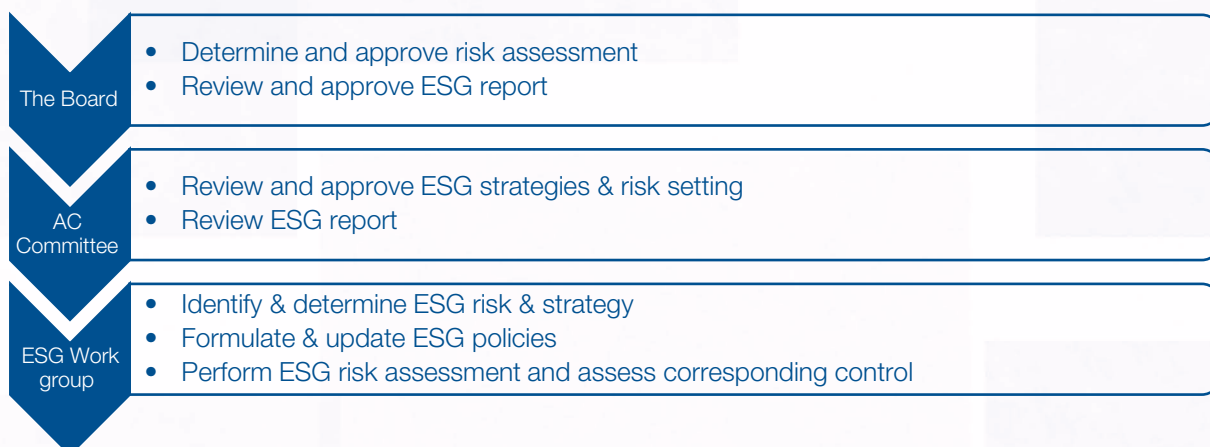 The Board
• Determine and approve risk assessment
• Review and approve ESG report
AC
Committee
• Review and approve ESG strategies & risk setting
• Review ESG report
ESG Work
group
• Identify & determine ESG risk & strategy
• Formulate & update ESG policies
• Perform ESG risk assessment and assess corresponding control